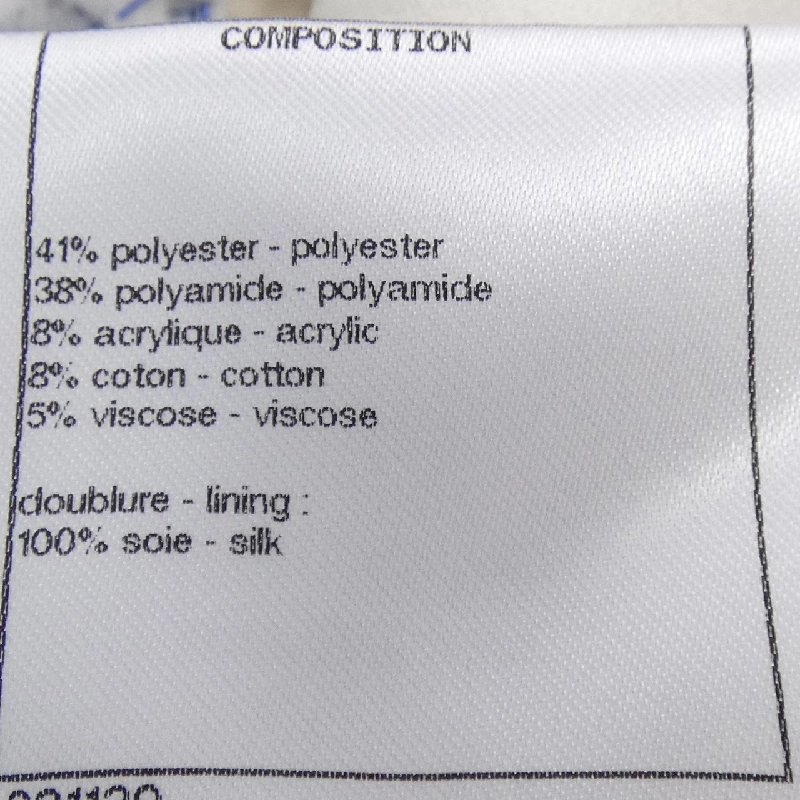 COMPOSITION
41% polyester - polyester
38% polyamide - polyamide
8% acrylique - acrylic
8% coton - cotton
5% viscose - viscose
doublure - lining :
100% soie - silk